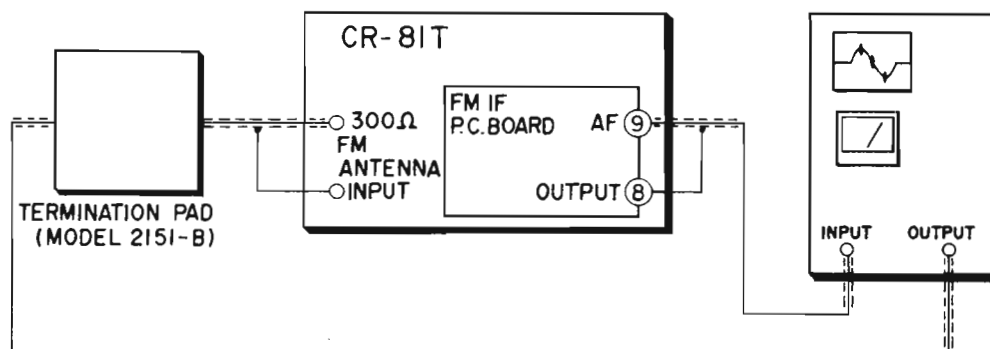 CR-81T
300Ω
FM
ANTENNA
INPUT
FM IF
P.C.BOARD
AF 9
OUTPUT 8
TERMINATION PAD
(MODEL 2151-B)
INPUT OUTPUT